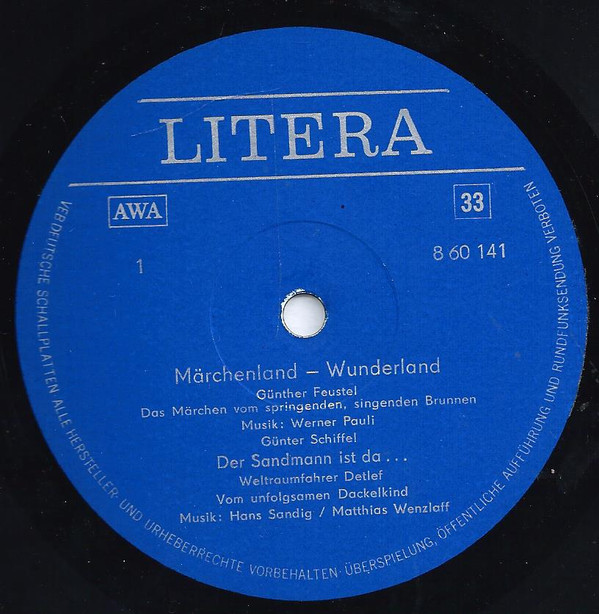 LITERA
AWA
33
1
8 60 141
Märchenland – Wunderland
Günther Feustel
Das Märchen vom springenden, singenden Brunnen
Musik: Werner Pauli
Günter Schiffel
Der Sandmann ist da...
Weltraumfahrer Detlef
Vom unfolgsamen Dackelkind
Musik: Hans Sandig / Matthias Wenzlaff
VEB DEUTSCHE SCHALLPLATTEN ALLE HERSTELLER- UND URHEBERRECHTE VORBEHALTEN · ÜBERSPIELUNG, ÖFFENTLICHE AUFFÜHRUNG UND RUNDFUNKSENDUNG VERBOTEN